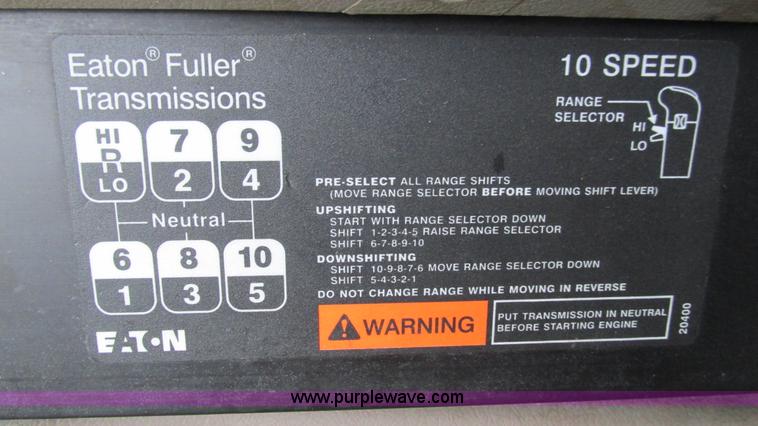 Eaton® Fuller®
Transmissions
10 SPEED
RANGE
SELECTOR
HI
LO
HI
R
LO
7
2
9
4
Neutral
6
1
8
3
10
5
PRE-SELECT ALL RANGE SHIFTS
(MOVE RANGE SELECTOR BEFORE MOVING SHIFT LEVER)
UPSHIFTING
START WITH RANGE SELECTOR DOWN
SHIFT 1-2-3-4-5 RAISE RANGE SELECTOR
SHIFT 6-7-8-9-10
DOWNSHIFTING
SHIFT 10-9-8-7-6 MOVE RANGE SELECTOR DOWN
SHIFT 5-4-3-2-1
DO NOT CHANGE RANGE WHILE MOVING IN REVERSE
WARNING
PUT TRANSMISSION IN NEUTRAL
BEFORE STARTING ENGINE
20400
EATON
www.purplewave.com